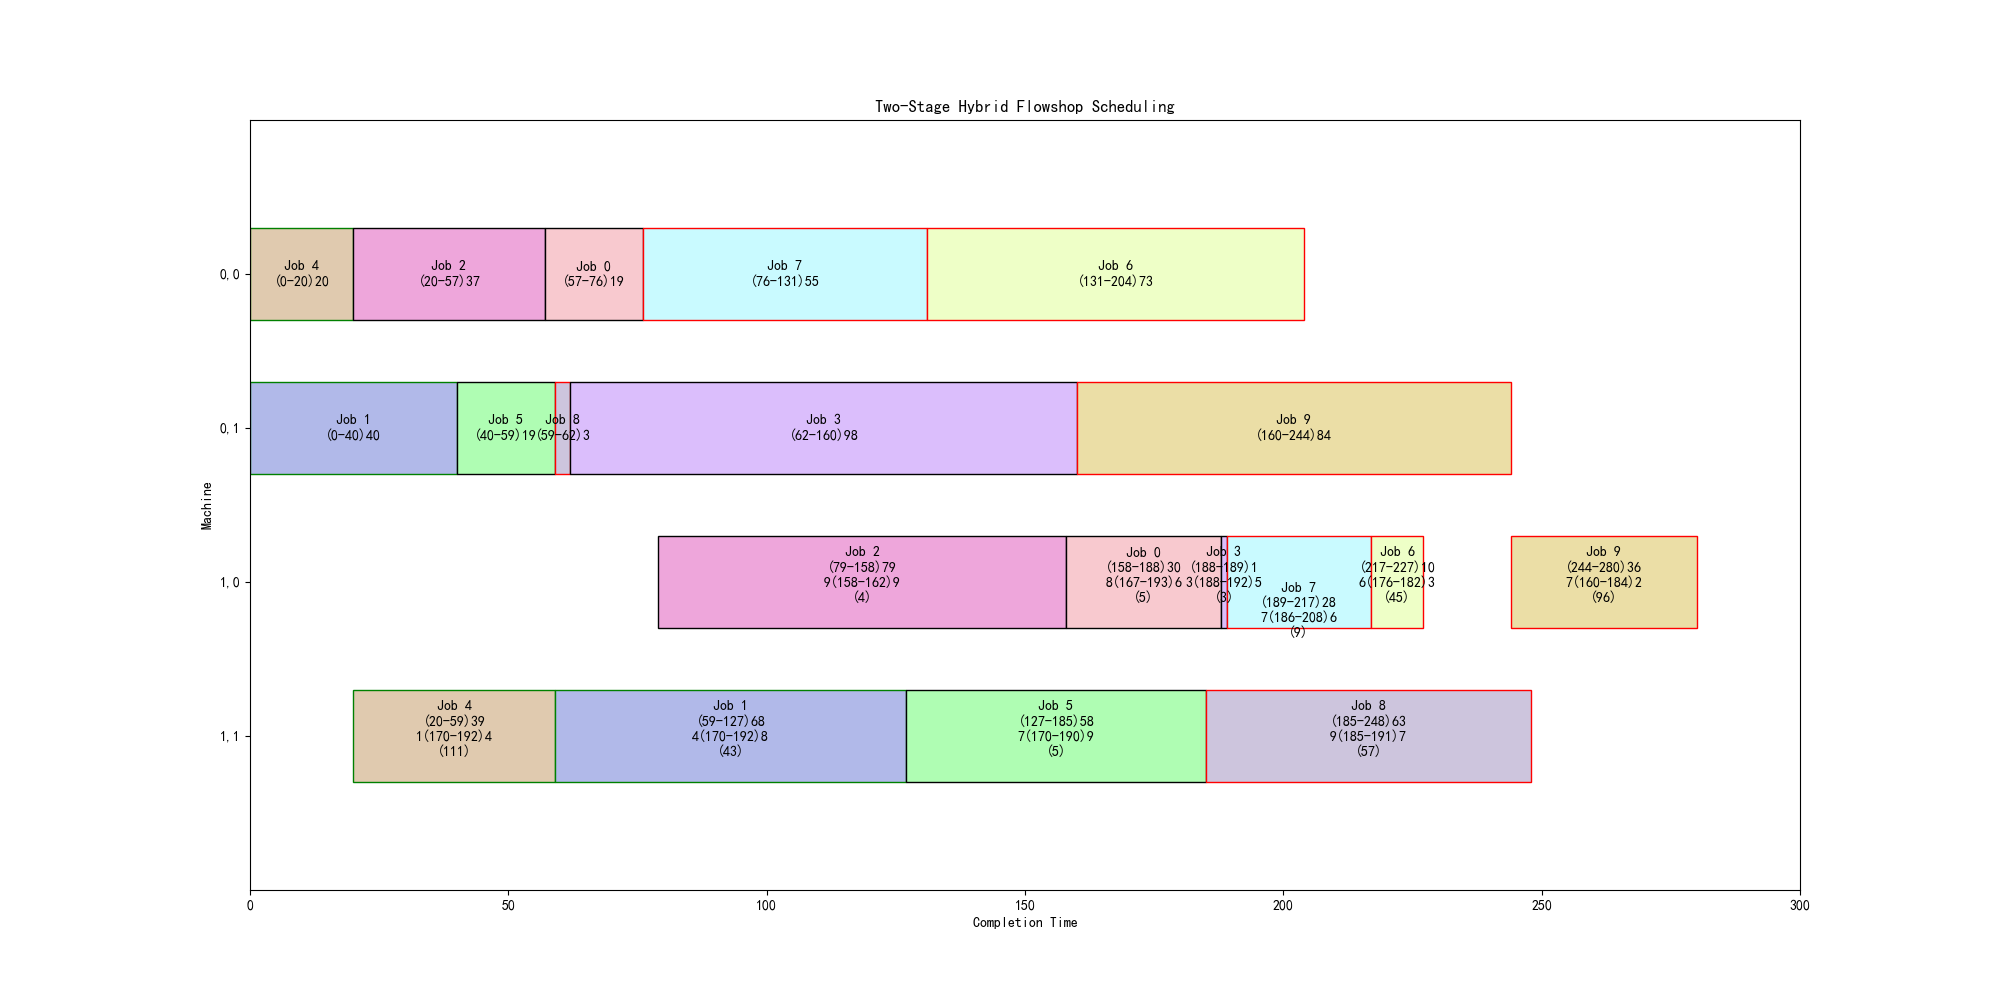 Two-Stage Hybrid Flowshop Scheduling
0,0
Job 4
(0-20)20
Job 2
(20-57)37
Job 0
(57-76)19
Job 7
(76-131)55
Job 6
(131-204)73
0,1
Job 1
(0-40)40
Job 5
(40-59)19
Job 8
(59-62)3
Job 3
(62-160)98
Job 9
(160-244)84
1,0
Job 2
(79-158)79
9(158-162)9
(4)
Job 0
(158-188)30
8(167-193)6
(5)
Job 3
(188-189)1
3(188-192)5
(3)
Job 7
(189-217)28
7(186-208)6
(9)
Job 6
(217-227)10
6(176-182)3
(45)
Job 9
(244-280)36
7(160-184)2
(96)
1,1
Job 4
(20-59)39
1(170-192)4
(111)
Job 1
(59-127)68
4(170-192)8
(43)
Job 5
(127-185)58
7(170-190)9
(5)
Job 8
(185-248)63
9(185-191)7
(57)
Machine
0
50
100
150
200
250
300
Completion Time